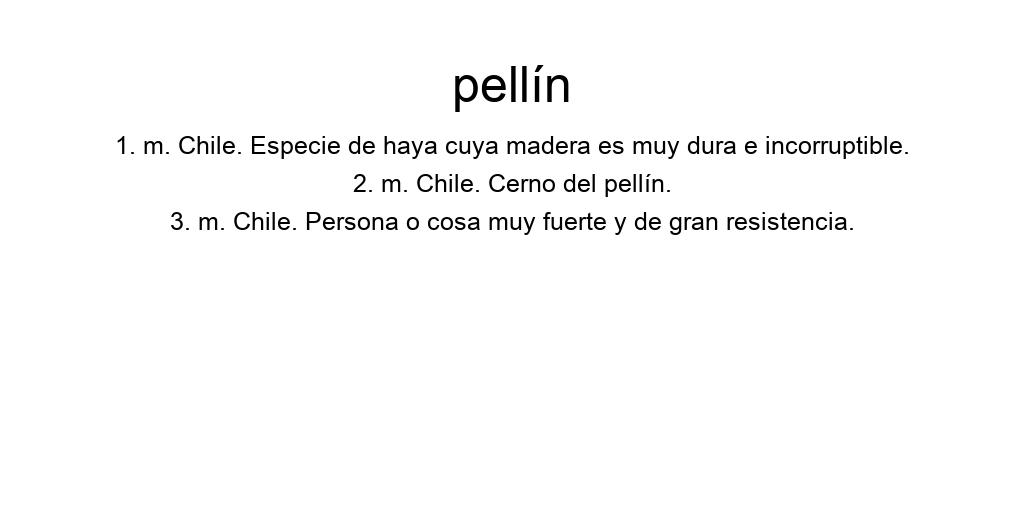 pellín
1. m. Chile. Especie de haya cuya madera es muy dura e incorruptible.
2. m. Chile. Cerno del pellín.
3. m. Chile. Persona o cosa muy fuerte y de gran resistencia.